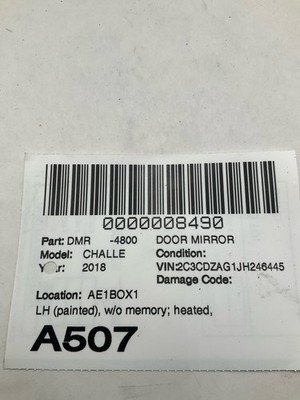 0000008490
Part: DMR -4800 DOOR MIRROR
Model: CHALLE Condition:
Year: 2018 VIN:2C3CDZAG1JH246445
Damage Code:
Location: AE1BOX1
LH (painted), w/o memory; heated,
A507